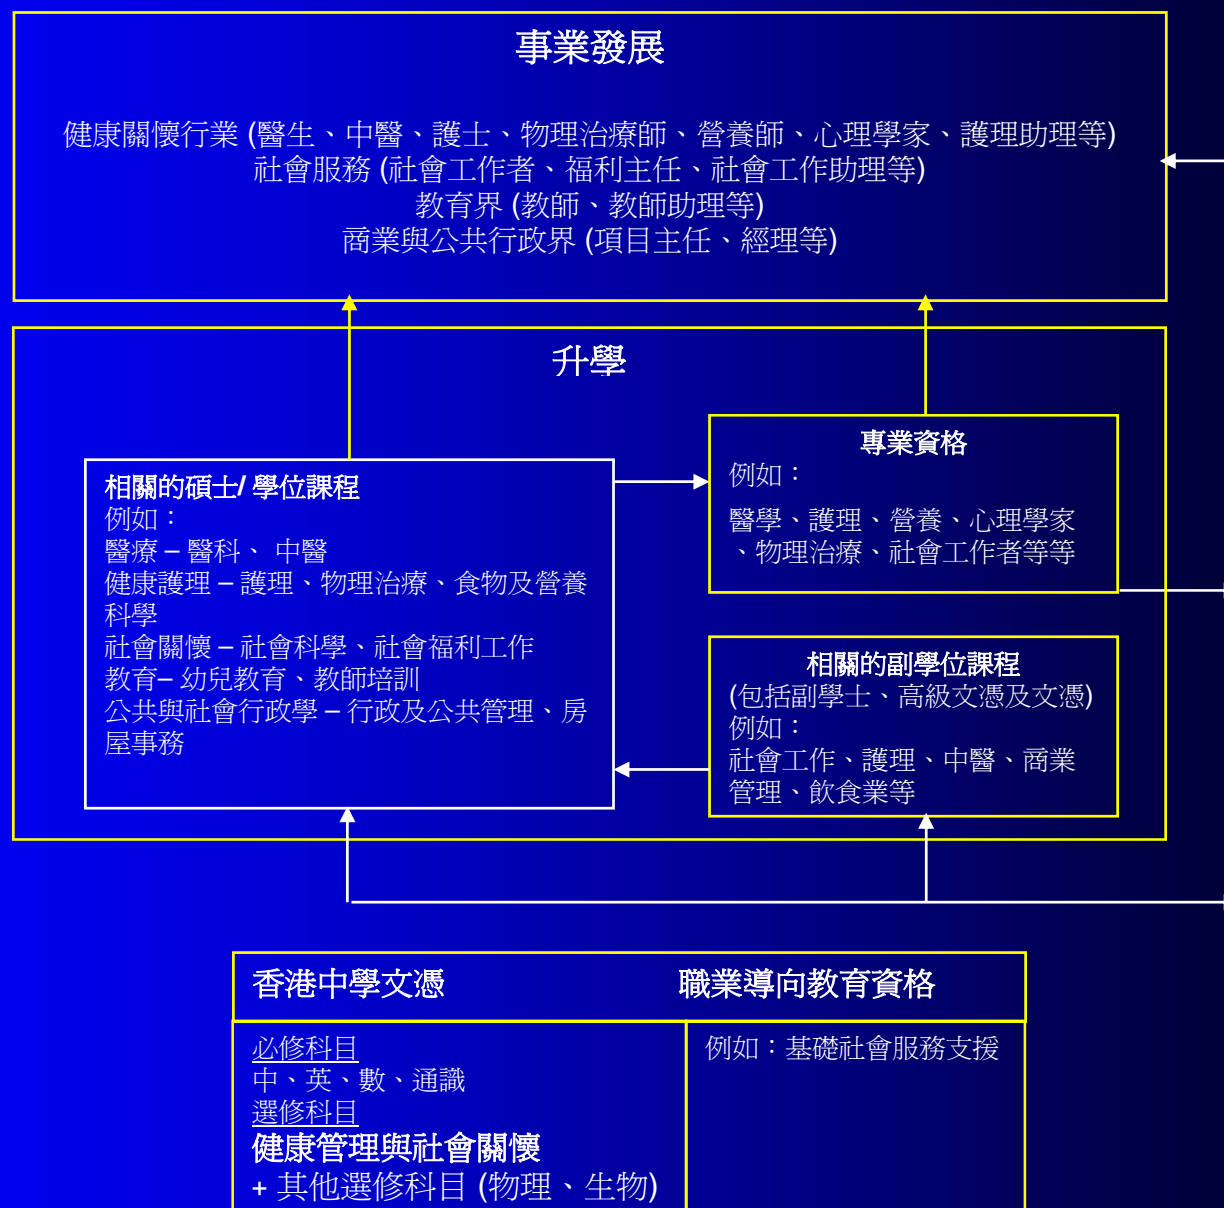 事業發展
健康關懷行業 (醫生、中醫、護士、物理治療師、營養師、心理學家、護理助理等)
社會服務 (社會工作者、福利主任、社會工作助理等)
教育界 (教師、教師助理等)
商業與公共行政界 (項目主任、經理等)
升學
相關的碩士/ 學位課程
例如：
醫療 – 醫科、 中醫
健康護理 – 護理、物理治療、食物及營養
科學
社會關懷 – 社會科學、社會福利工作
教育– 幼兒教育、教師培訓
公共與社會行政學 – 行政及公共管理、房
屋事務
專業資格
例如：
醫學、護理、營養、心理學家
、物理治療、社會工作者等等
相關的副學位課程
(包括副學士、高級文憑及文憑)
例如：
社會工作、護理、中醫、商業
管理、飲食業等
香港中學文憑
職業導向教育資格
必修科目
中、英、數、通識
選修科目
健康管理與社會關懷
+ 其他選修科目 (物理、生物)
例如：基礎社會服務支援